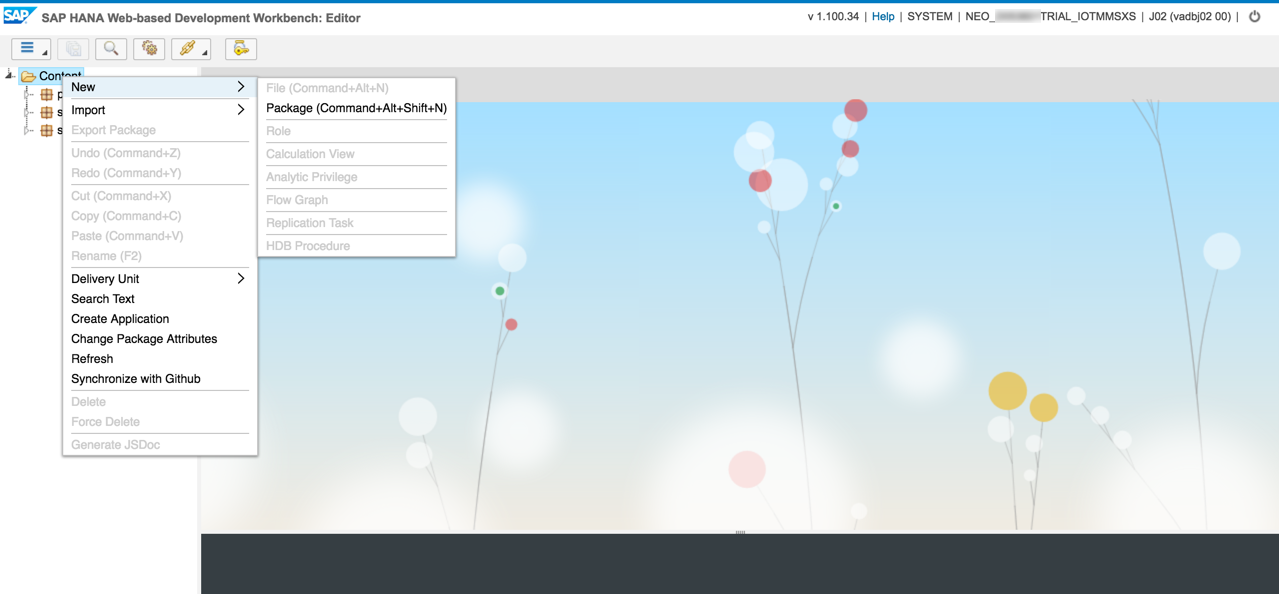 SAP SAP HANA Web-based Development Workbench: Editor
v 1.100.34 | Help | SYSTEM | NEO_ TRIAL_IOTMMSXS | J02 (vadbj02 00) |
Content
New
Import
Export Package
Undo (Command+Z)
Redo (Command+Y)
Cut (Command+X)
Copy (Command+C)
Paste (Command+V)
Rename (F2)
Delivery Unit
Search Text
Create Application
Change Package Attributes
Refresh
Synchronize with Github
Delete
Force Delete
Generate JSDoc
File (Command+Alt+N)
Package (Command+Alt+Shift+N)
Role
Calculation View
Analytic Privilege
Flow Graph
Replication Task
HDB Procedure